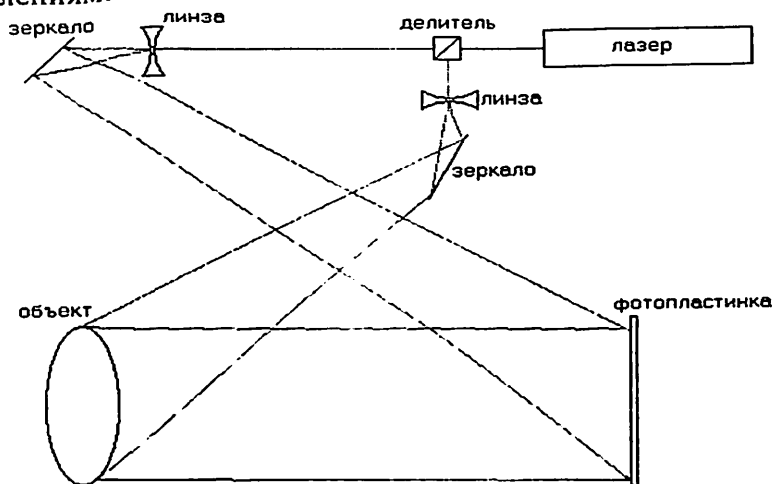 зеркало
линза
делитель
лазер
линза
зеркало
объект
фотопластинка